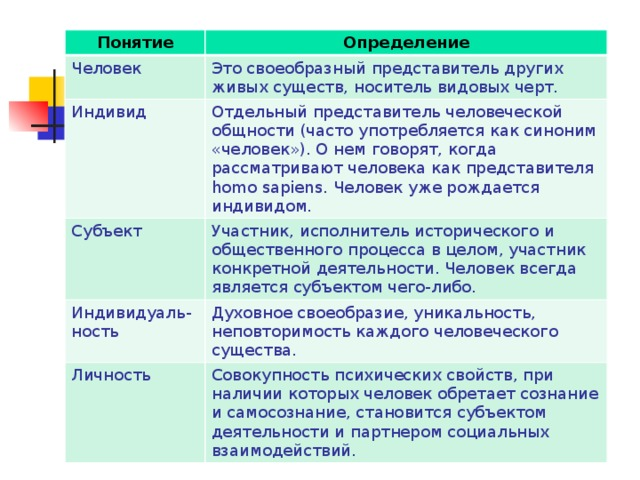 Понятие Определение
Человек
Это своеобразный представитель других
живых существ, носитель видовых черт.
Индивид
Отдельный представитель человеческой
общности (часто употребляется как синоним
«человек»). О нем говорят, когда
рассматривают человека как представителя
homo sapiens. Человек уже рождается
индивидом.
Субъект
Участник, исполнитель исторического и
общественного процесса в целом, участник
конкретной деятельности. Человек всегда
является субъектом чего-либо.
Индивидуаль-
ность
Духовное своеобразие, уникальность,
неповторимость каждого человеческого
существа.
Личность
Совокупность психических свойств, при
наличии которых человек обретает сознание
и самосознание, становится субъектом
деятельности и партнером социальных
взаимодействий.